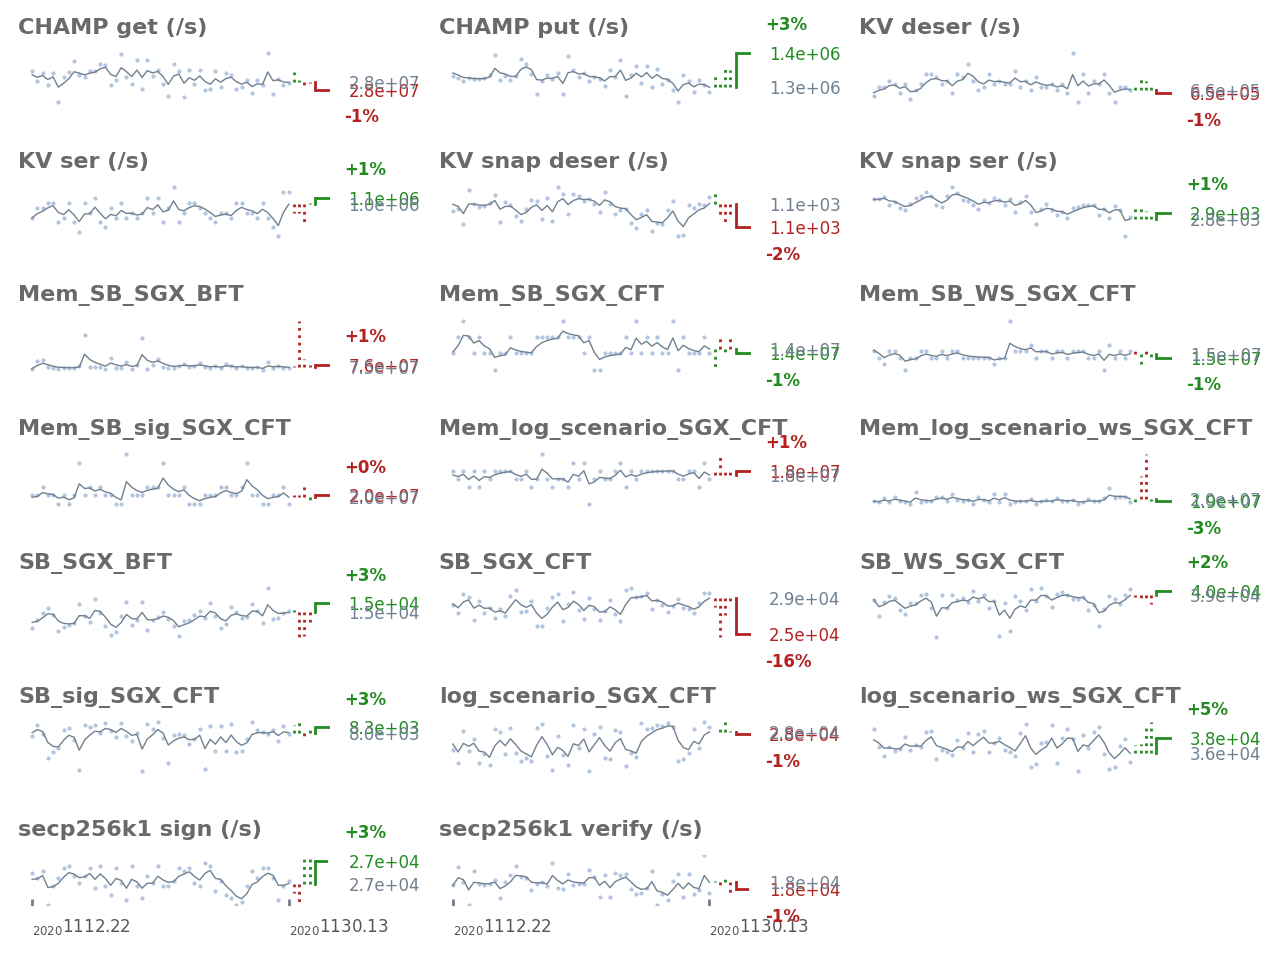 CHAMP get (/s)
2.8e+07
2.8e+07
-1%
CHAMP put (/s)
+3%
1.4e+06
1.3e+06
KV deser (/s)
6.6e+05
6.5e+05
-1%
KV ser (/s)
+1%
1.1e+06
1.0e+06
KV snap deser (/s)
1.1e+03
1.1e+03
-2%
KV snap ser (/s)
+1%
2.9e+03
2.8e+03
Mem_SB_SGX_BFT
+1%
7.6e+07
7.5e+07
Mem_SB_SGX_CFT
1.4e+07
1.4e+07
-1%
Mem_SB_WS_SGX_CFT
1.5e+07
1.5e+07
-1%
Mem_SB_sig_SGX_CFT
+0%
2.0e+07
2.0e+07
Mem_log_scenario_SGX_CFT
+1%
1.8e+07
1.8e+07
Mem_log_scenario_ws_SGX_CFT
2.0e+07
1.9e+07
-3%
SB_SGX_BFT
+3%
1.5e+04
1.5e+04
SB_SGX_CFT
2.9e+04
2.5e+04
-16%
SB_WS_SGX_CFT
+2%
4.0e+04
3.9e+04
SB_sig_SGX_CFT
+3%
8.3e+03
8.0e+03
log_scenario_SGX_CFT
2.8e+04
2.8e+04
-1%
log_scenario_ws_SGX_CFT
+5%
3.8e+04
3.6e+04
secp256k1 sign (/s)
+3%
2.7e+04
2.7e+04
2020 1112.22
2020 1130.13
secp256k1 verify (/s)
1.8e+04
1.8e+04
-1%
2020 1112.22
2020 1130.13